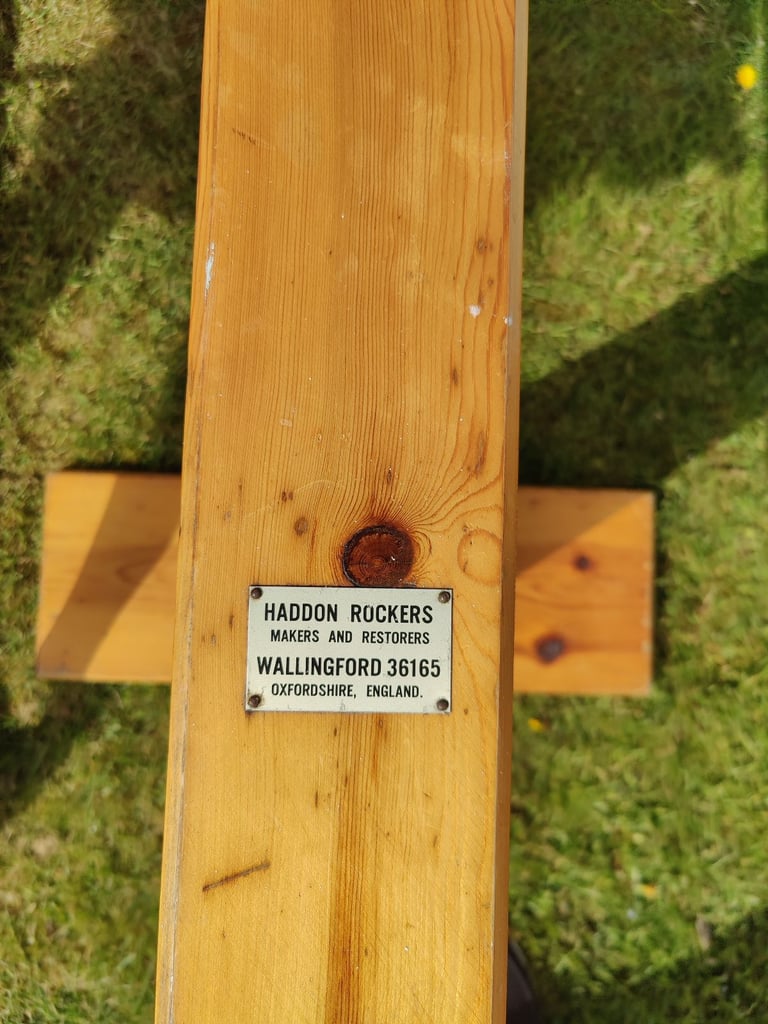 HADDON ROCKERS
MAKERS AND RESTORERS
WALLINGFORD 36165
OXFORDSHIRE, ENGLAND.